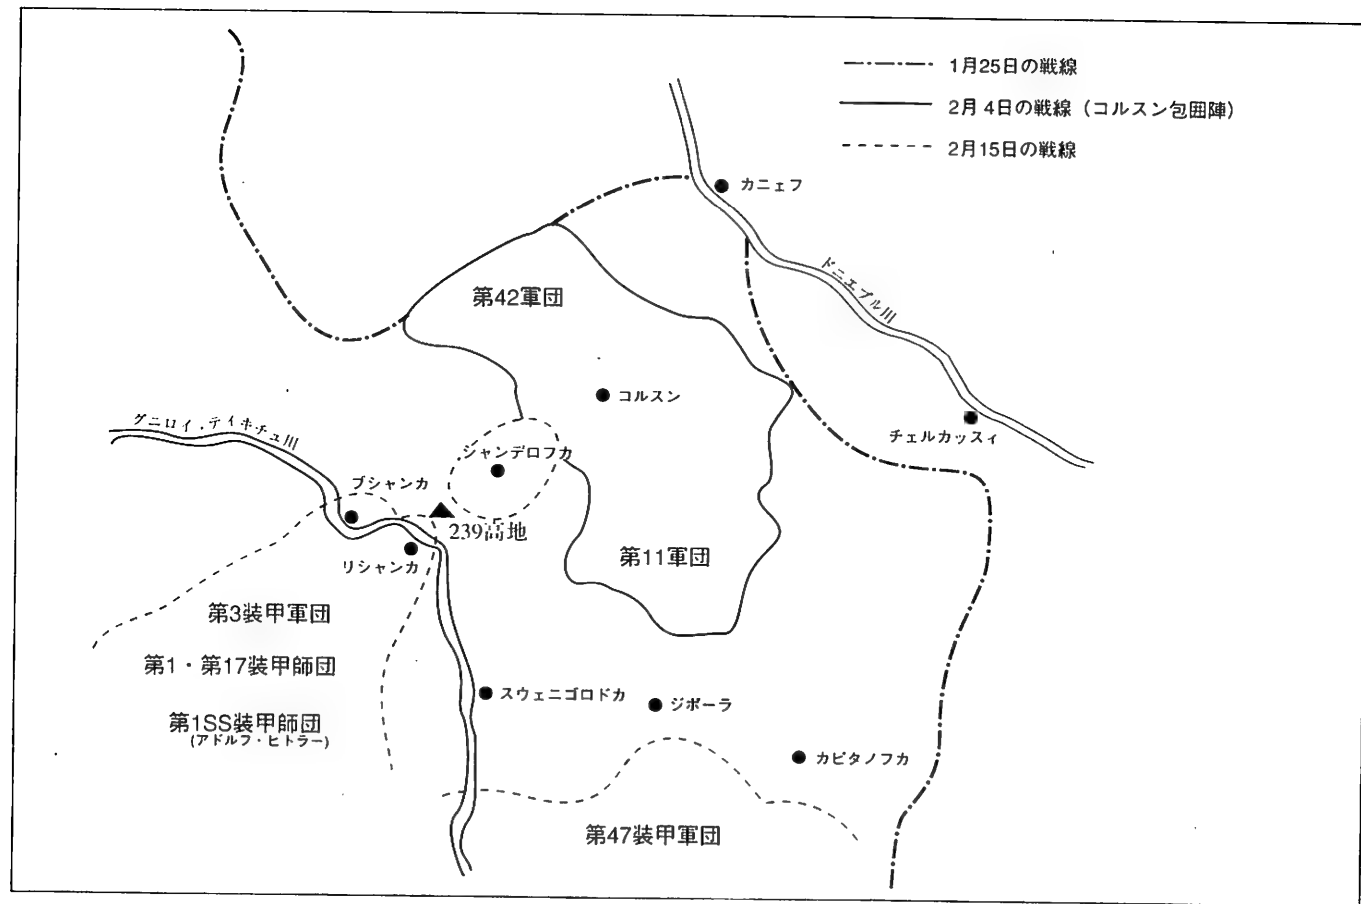 1月25日の戦線
2月 4日の戦線（コルスン包囲陣）
2月15日の戦線
カニェフ
ドニエプル川
第42軍団
コルスン
チェルカッスィ
グニロイ・テイキチュ川
シャンデロフカ
ブシャンカ
239高地
リシャンカ
第11軍団
第3装甲軍団
第1・第17装甲師団
第1SS装甲師団
(アドルフ・ヒトラー)
スウェニゴロドカ
ジポーラ
カピタノフカ
第47装甲軍団